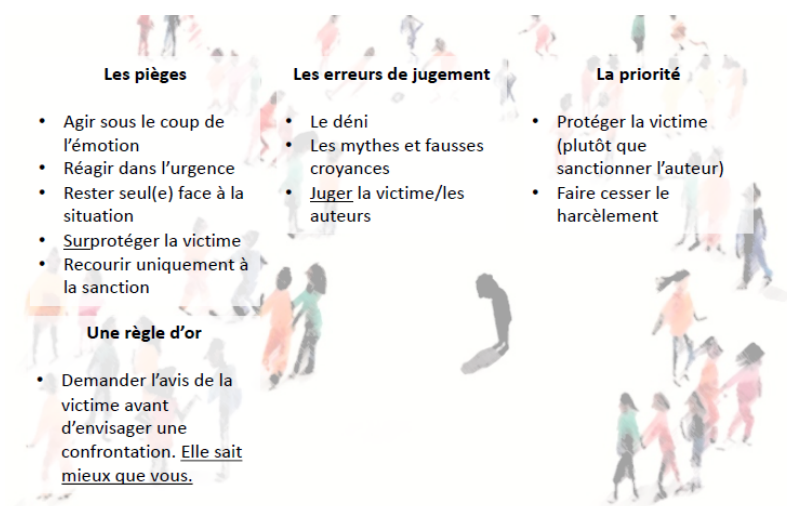 Les pièges
• Agir sous le coup de
l’émotion
• Réagir dans l’urgence
• Rester seul(e) face à la
situation
• Surprotéger la victime
• Recourir uniquement à
la sanction
Les erreurs de jugement
• Le déni
• Les mythes et fausses
croyances
• Juger la victime/les
auteurs
La priorité
• Protéger la victime
(plutôt que
sanctionner l’auteur)
• Faire cesser le
harcèlement
Une règle d’or
• Demander l’avis de la
victime avant
d’envisager une
confrontation. Elle sait
mieux que vous.